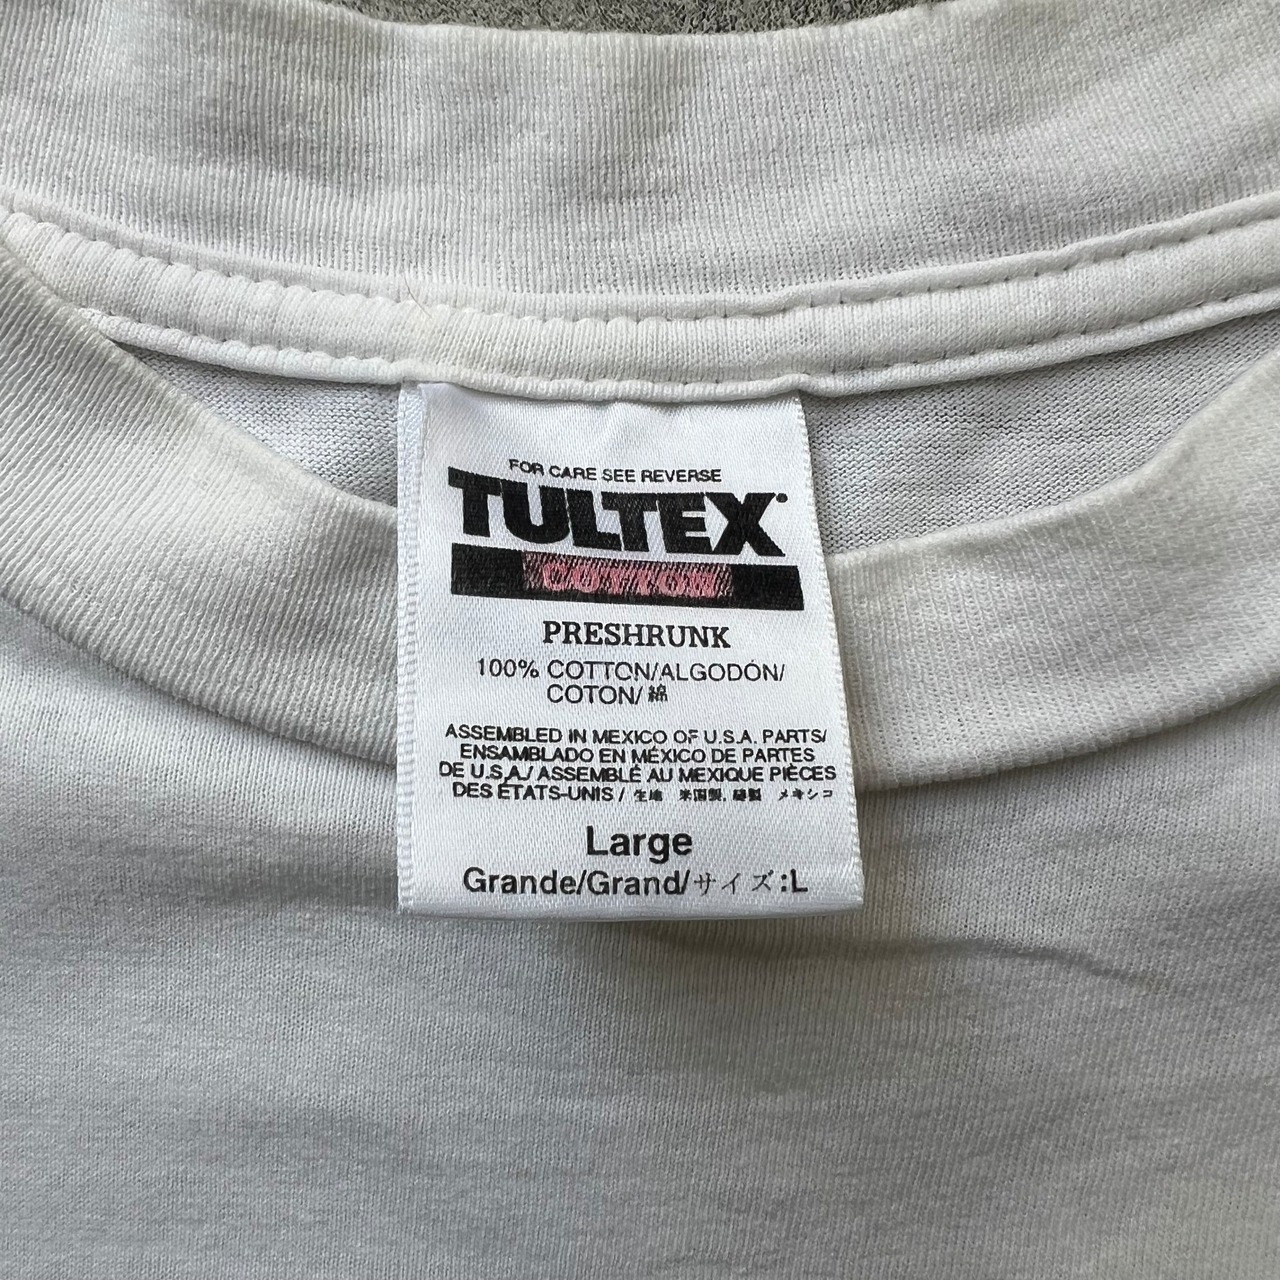 FOR CARE SEE REVERSE
TULTEX
COTTON
PRESHRUNK
100% COTTON/ALGODÓN/
COTON/綿
ASSEMBLED IN MEXICO OF U.S.A. PARTS/
ENSAMBLADO EN MÉXICO DE PARTES
DE U.S.A./ ASSEMBLÉ AU MEXIQUE PIÈCES
DES ÉTATS-UNIS / 生地 米国製, 縫製 メキシコ
Large
Grande/Grand/サイズ:L